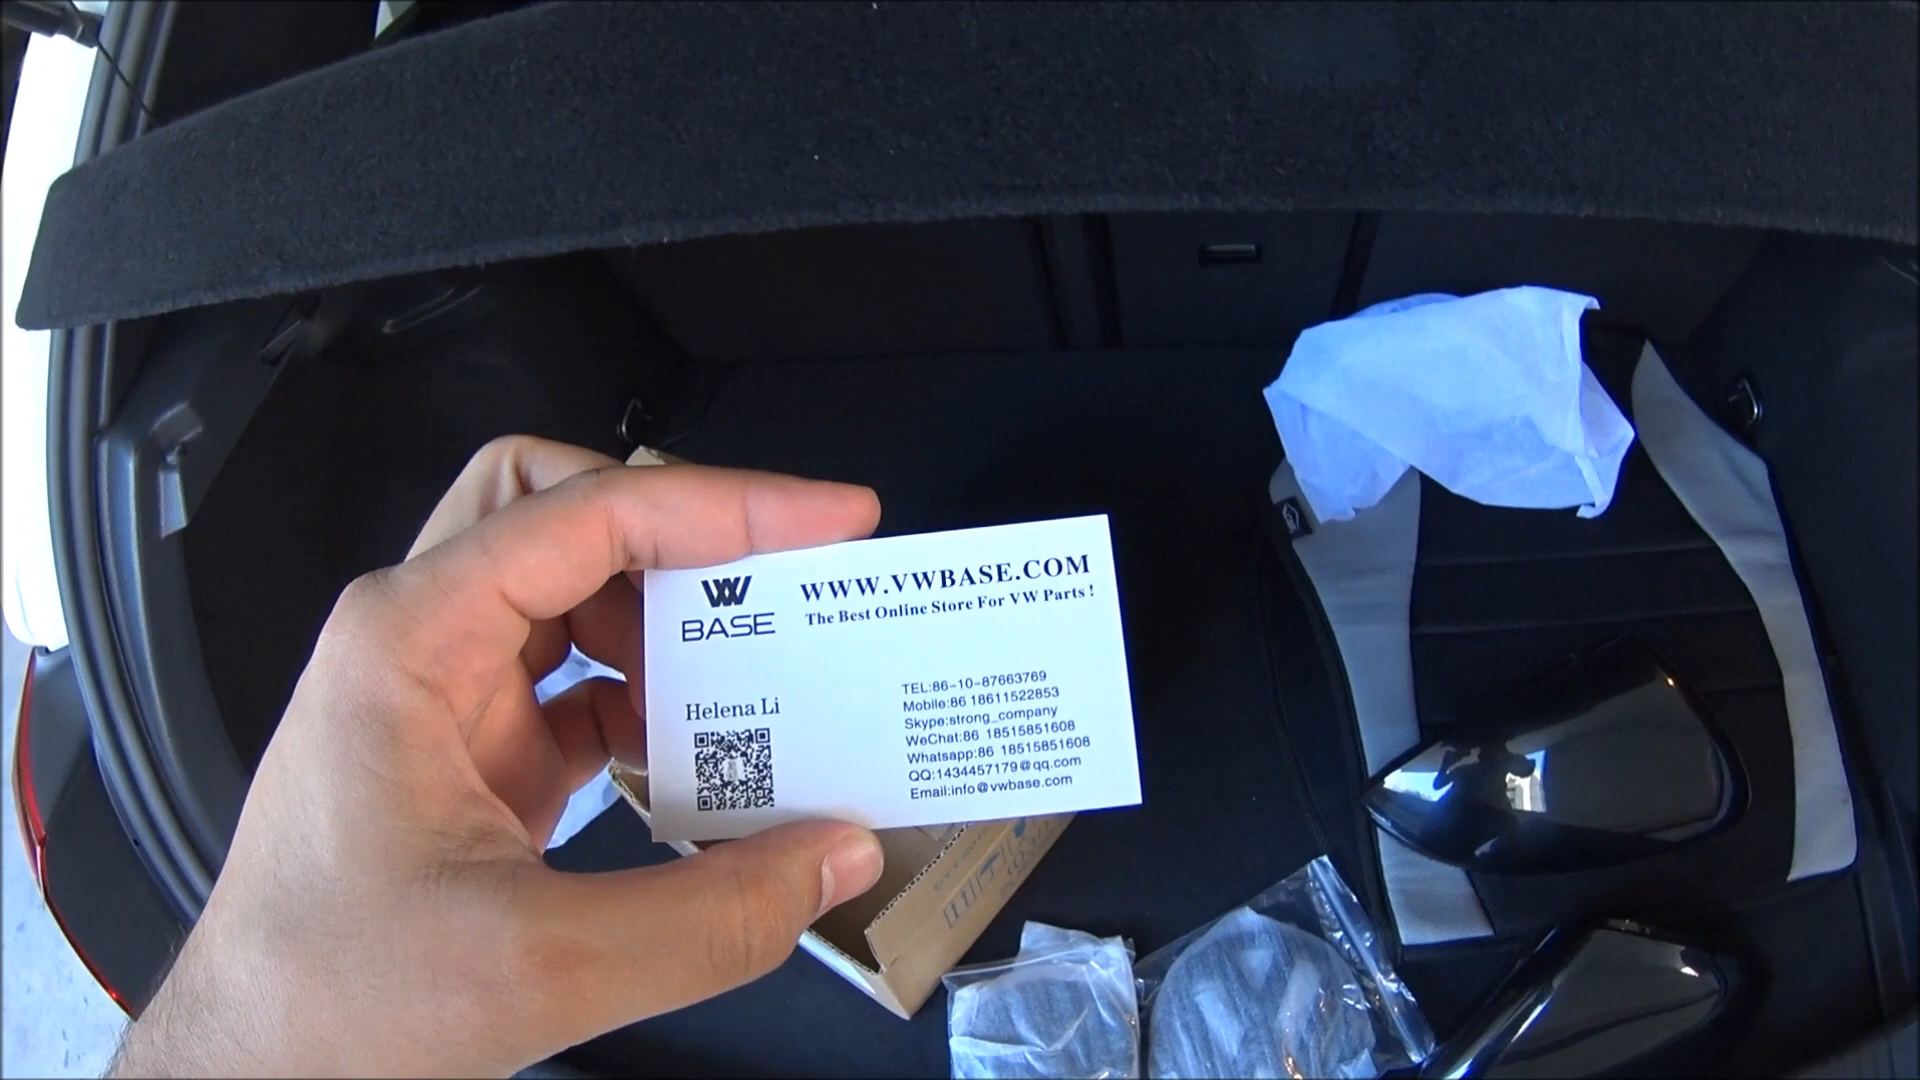 WWW.VWBASE.COM
The Best Online Store For VW Parts !
VW
BASE
Helena Li
TEL:86-10-87663769
Mobile:86 18611522853
Skype:strong_company
WeChat:86 18515851608
Whatsapp:86 18515851608
QQ:1434457179@qq.com
Email:info@vwbase.com